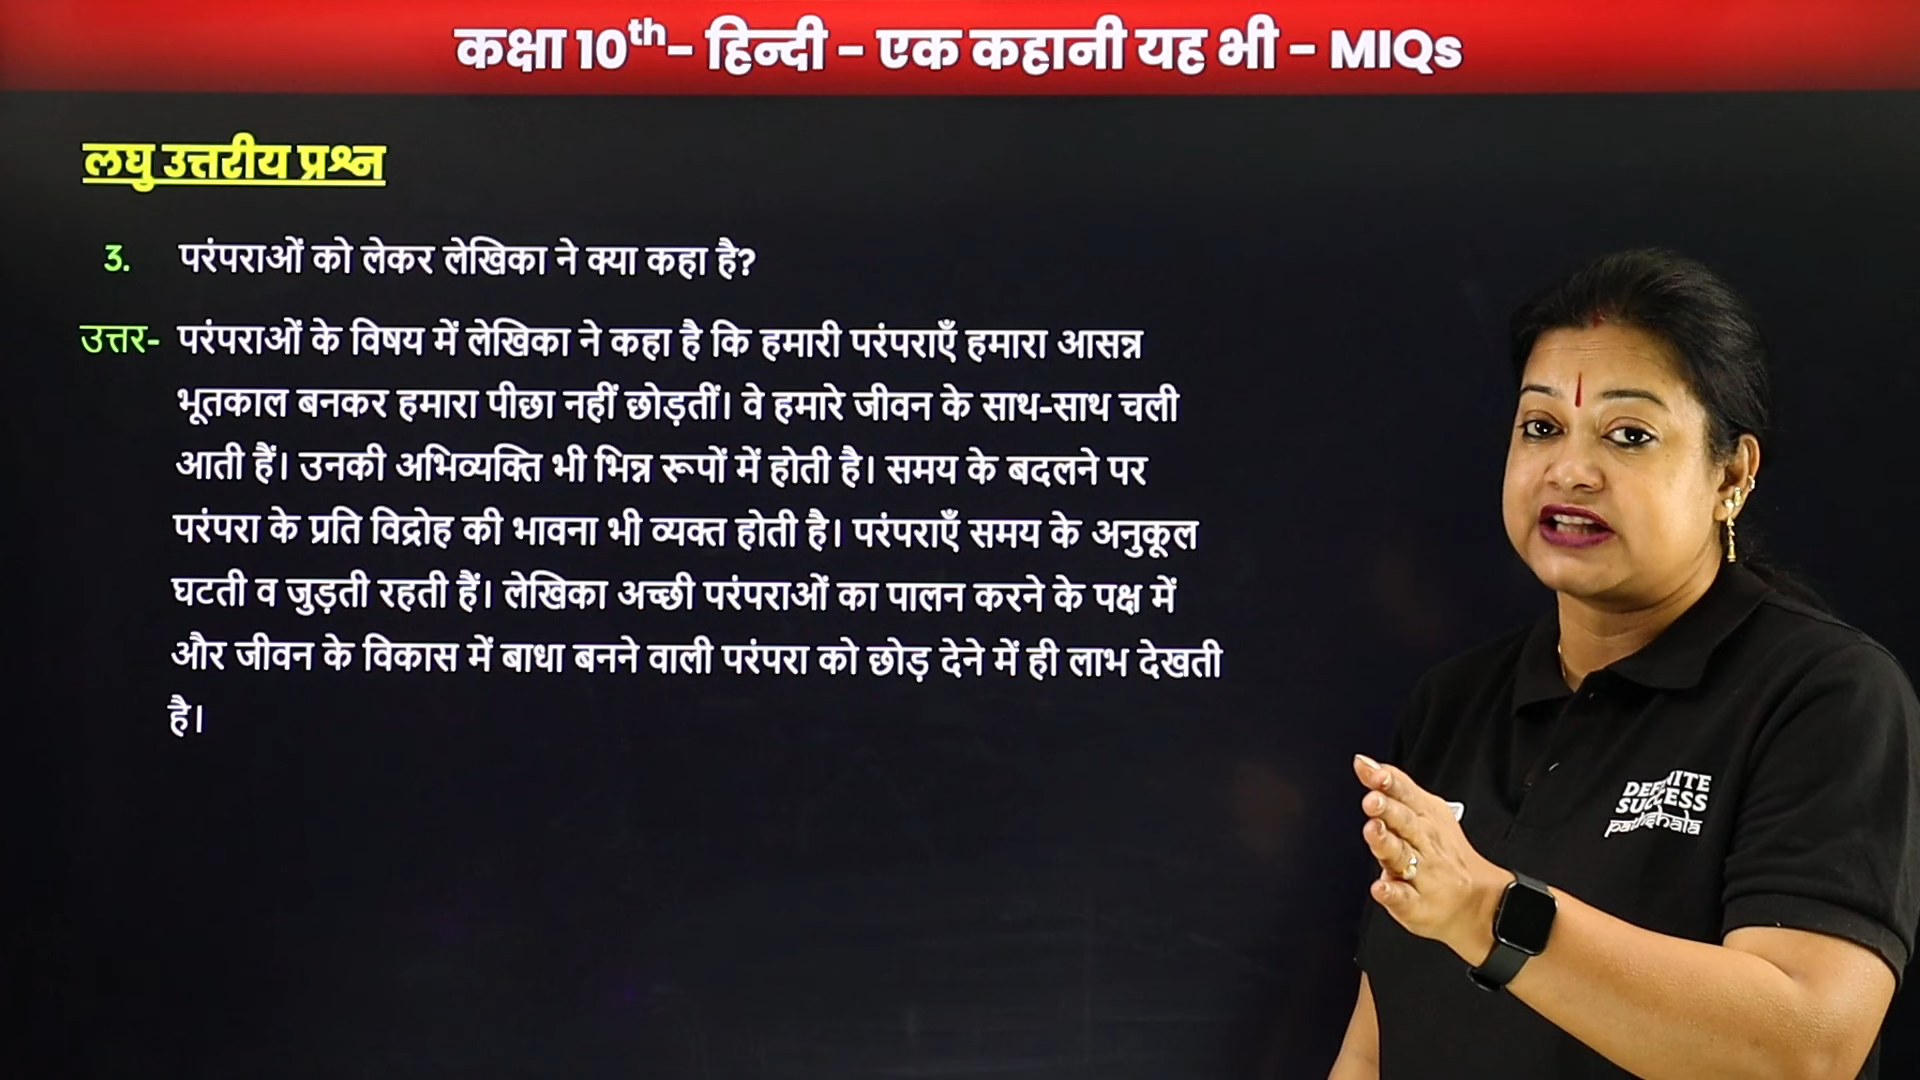 कक्षा 10th- हिन्दी - एक कहानी यह भी - MIQs
लघु उत्तरीय प्रश्न
3. परंपराओं को लेकर लेखिका ने क्या कहा है?
उत्तर- परंपराओं के विषय में लेखिका ने कहा है कि हमारी परंपराएँ हमारा आसन्न
भूतकाल बनकर हमारा पीछा नहीं छोड़तीं। वे हमारे जीवन के साथ-साथ चली
आती हैं। उनकी अभिव्यक्ति भी भिन्न रूपों में होती है। समय के बदलने पर
परंपरा के प्रति विद्रोह की भावना भी व्यक्त होती है। परंपराएँ समय के अनुकूल
घटती व जुड़ती रहती हैं। लेखिका अच्छी परंपराओं का पालन करने के पक्ष में
और जीवन के विकास में बाधा बनने वाली परंपरा को छोड़ देने में ही लाभ देखती
है।
DEFINITE
SUCCESS
pathshala